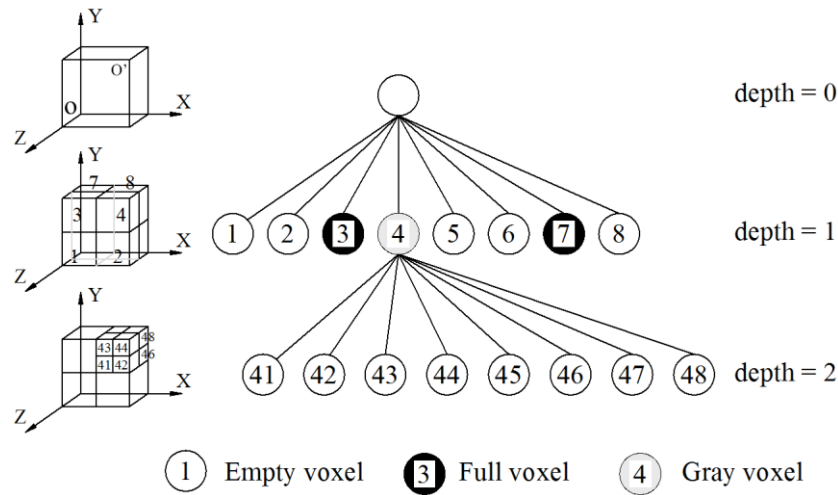 Y
O'
O
X
Z
depth = 0
Y
7 8
3 4
1 2
X
Z
1 2 3 4 5 6 7 8
depth = 1
Y
43 44 48
41 42 46
X
Z
41 42 43 44 45 46 47 48
depth = 2
1 Empty voxel 3 Full voxel 4 Gray voxel